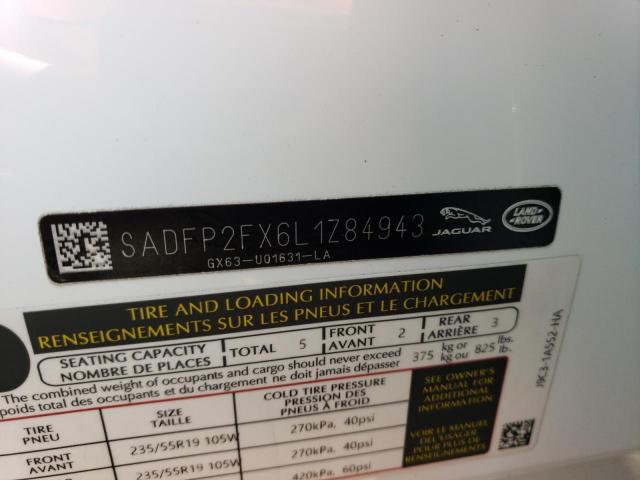 SADFP2FX6L1Z84943
JAGUAR
LAND ROVER
GX63-U01631-LA
TIRE AND LOADING INFORMATION
RENSEIGNEMENTS SUR LES PNEUS ET LE CHARGEMENT
SEATING CAPACITY
NOMBRE DE PLACES
TOTAL 5
FRONT
AVANT
2
REAR
ARRIÈRE
3
The combined weight of occupants and cargo should never exceed
poids total des occupants et du chargement ne doit jamais dépasser
375 kg or 825 lbs.
kg ou lb.
TIRE
PNEU
SIZE
TAILLE
COLD TIRE PRESSURE
PRESSION DES
PNEUS À FROID
FRONT
AVANT
235/55R19 105W
270kPa, 40psi
REAR
235/55R19 105W
270kPa, 40psi
420kPa, 60psi
SEE OWNER'S
MANUAL FOR
ADDITIONAL
INFORMATION
VOIR LE MANUEL
DE L'USAGER
POUR PLUS DE
RENSEIGNEMENTS
J9C3-1A552-HA